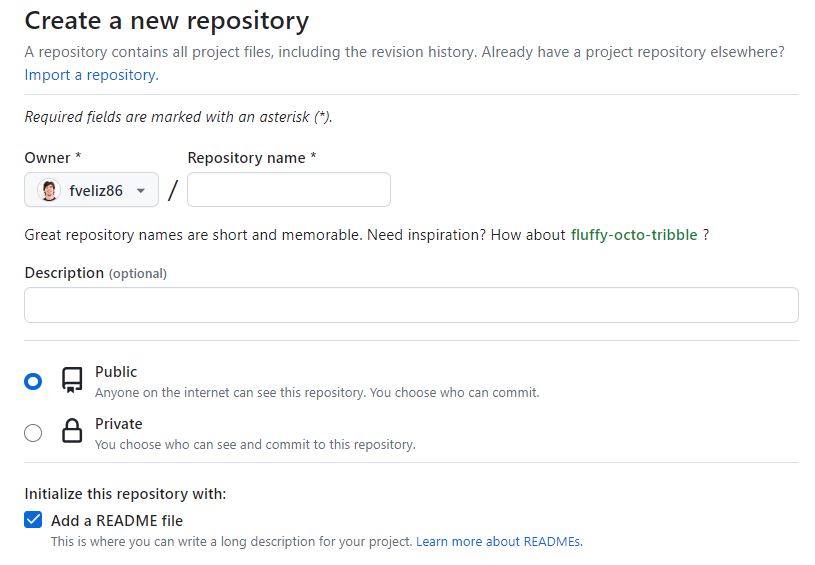 Create a new repository
A repository contains all project files, including the revision history. Already have a project repository elsewhere?
Import a repository.
Required fields are marked with an asterisk (*).
Owner * Repository name *
fveliz86 /
Great repository names are short and memorable. Need inspiration? How about fluffy-octo-tribble ?
Description (optional)
Public
Anyone on the internet can see this repository. You choose who can commit.
Private
You choose who can see and commit to this repository.
Initialize this repository with:
Add a README file
This is where you can write a long description for your project. Learn more about READMEs.